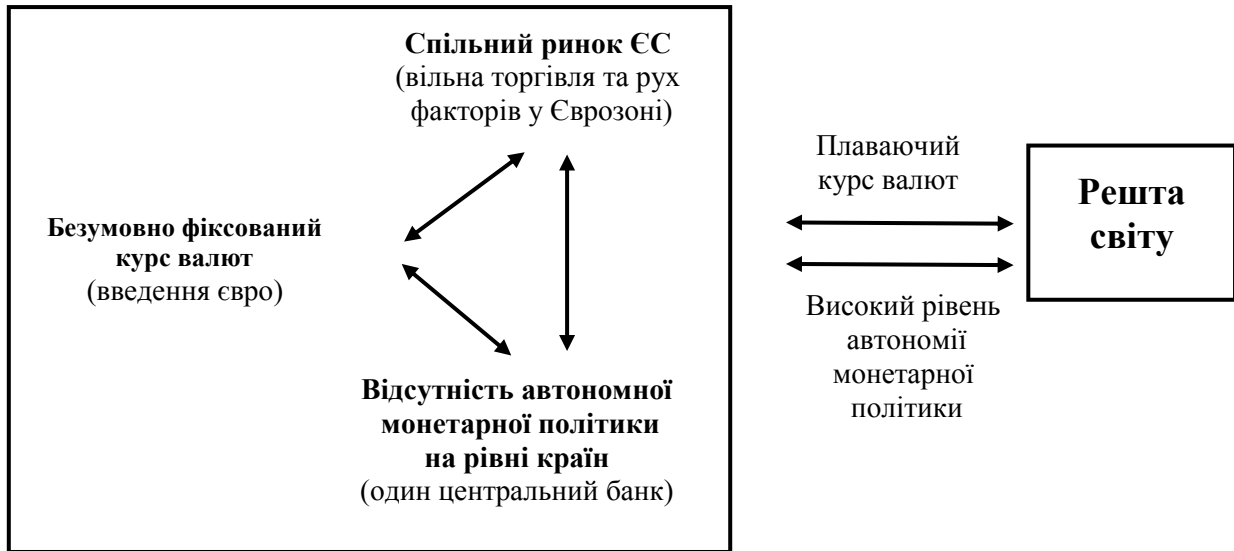 Спільний ринок ЄС
(вільна торгівля та рух
факторів у Єврозоні)
Безумовно фіксований
курс валют
(введення євро)
Відсутність автономної
монетарної політики
на рівні країн
(один центральний банк)
Плаваючий
курс валют
Високий рівень
автономії
монетарної
політики
Решта
світу